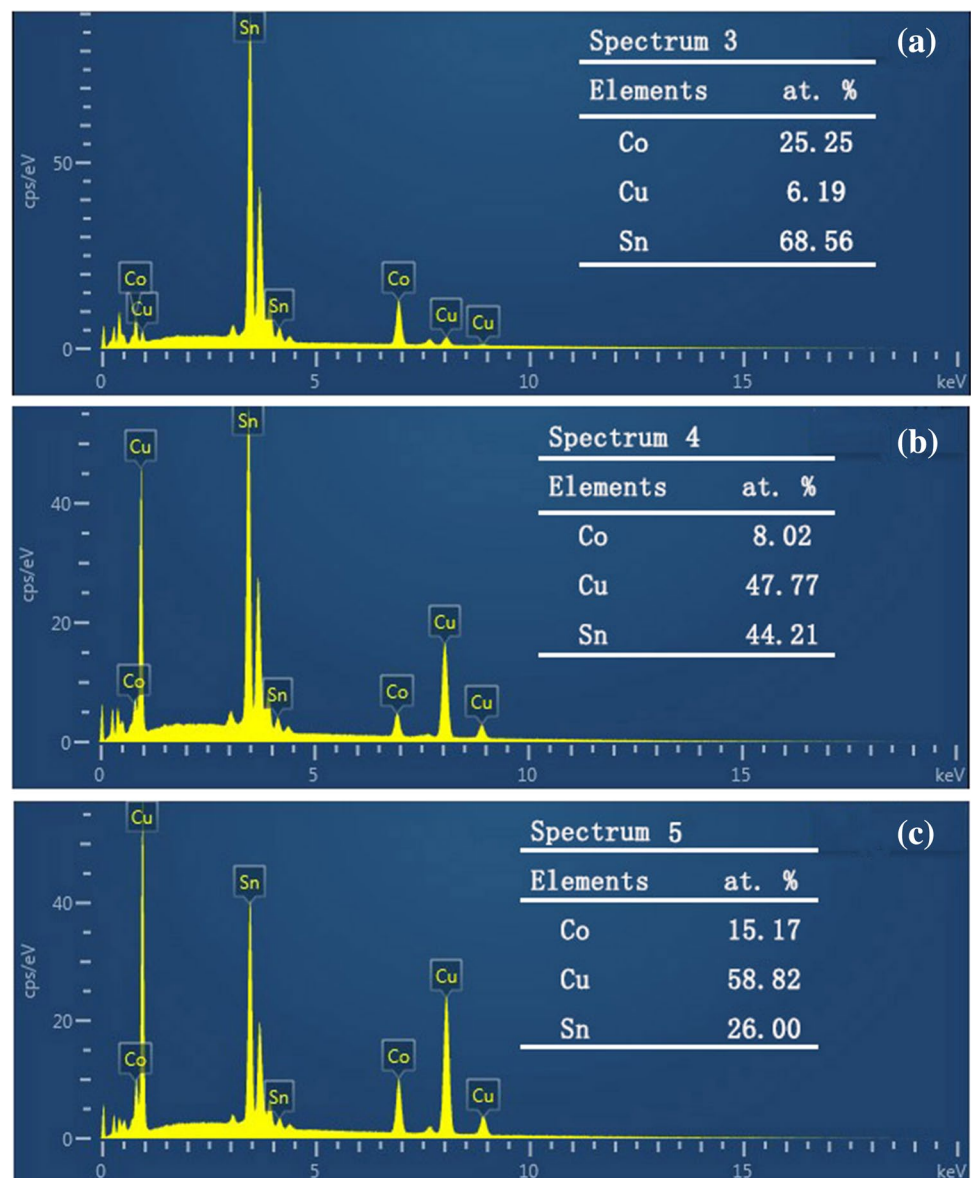 Spectrum 3
(a)
Elements at. %
Co 25.25
Cu 6.19
Sn 68.56
Sn
Co
Cu
Sn
Co
Cu
Cu
cps/eV
50
0
0 5 10 15 keV
Spectrum 4
(b)
Elements at. %
Co 8.02
Cu 47.77
Sn 44.21
Sn
Cu
Co
Sn
Co
Cu
Cu
cps/eV
40
20
0
0 5 10 15 keV
Spectrum 5
(c)
Elements at. %
Co 15.17
Cu 58.82
Sn 26.00
Cu
Sn
Co
Sn
Co
Cu
Cu
cps/eV
40
20
0
0 5 10 15 keV